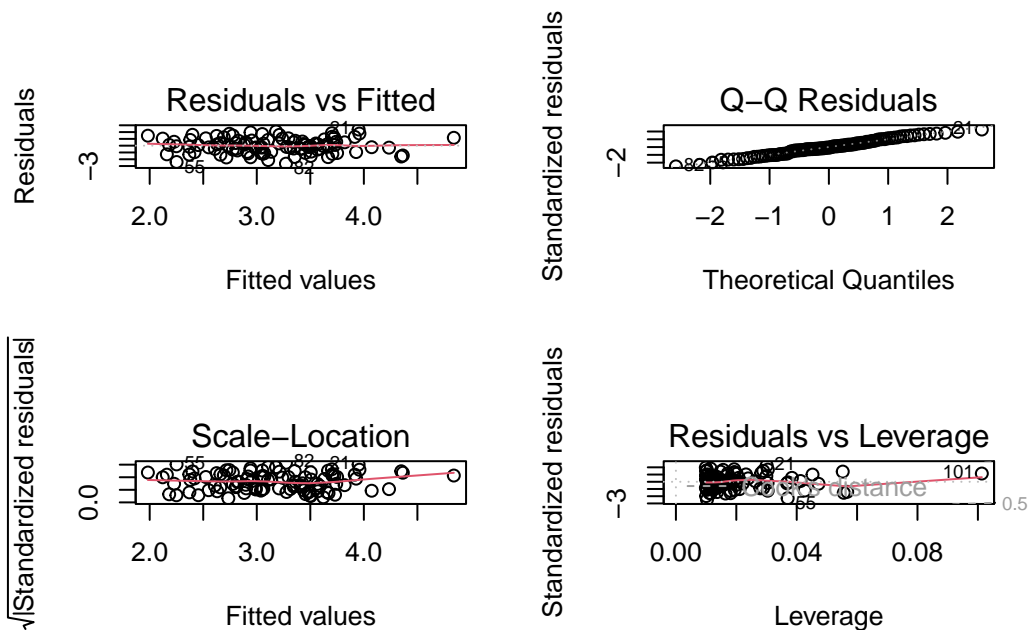 Residuals vs Fitted
Residuals
−3
21
55
82
2.0 3.0 4.0
Fitted values
Q−Q Residuals
Standardized residuals
−2
21
82
−2 −1 0 1 2
Theoretical Quantiles
Scale−Location
√|Standardized residuals|
0.0
55
82
21
2.0 3.0 4.0
Fitted values
Residuals vs Leverage
Standardized residuals
−3
21
101
Cook's distance
55
0.5
0.00 0.04 0.08
Leverage